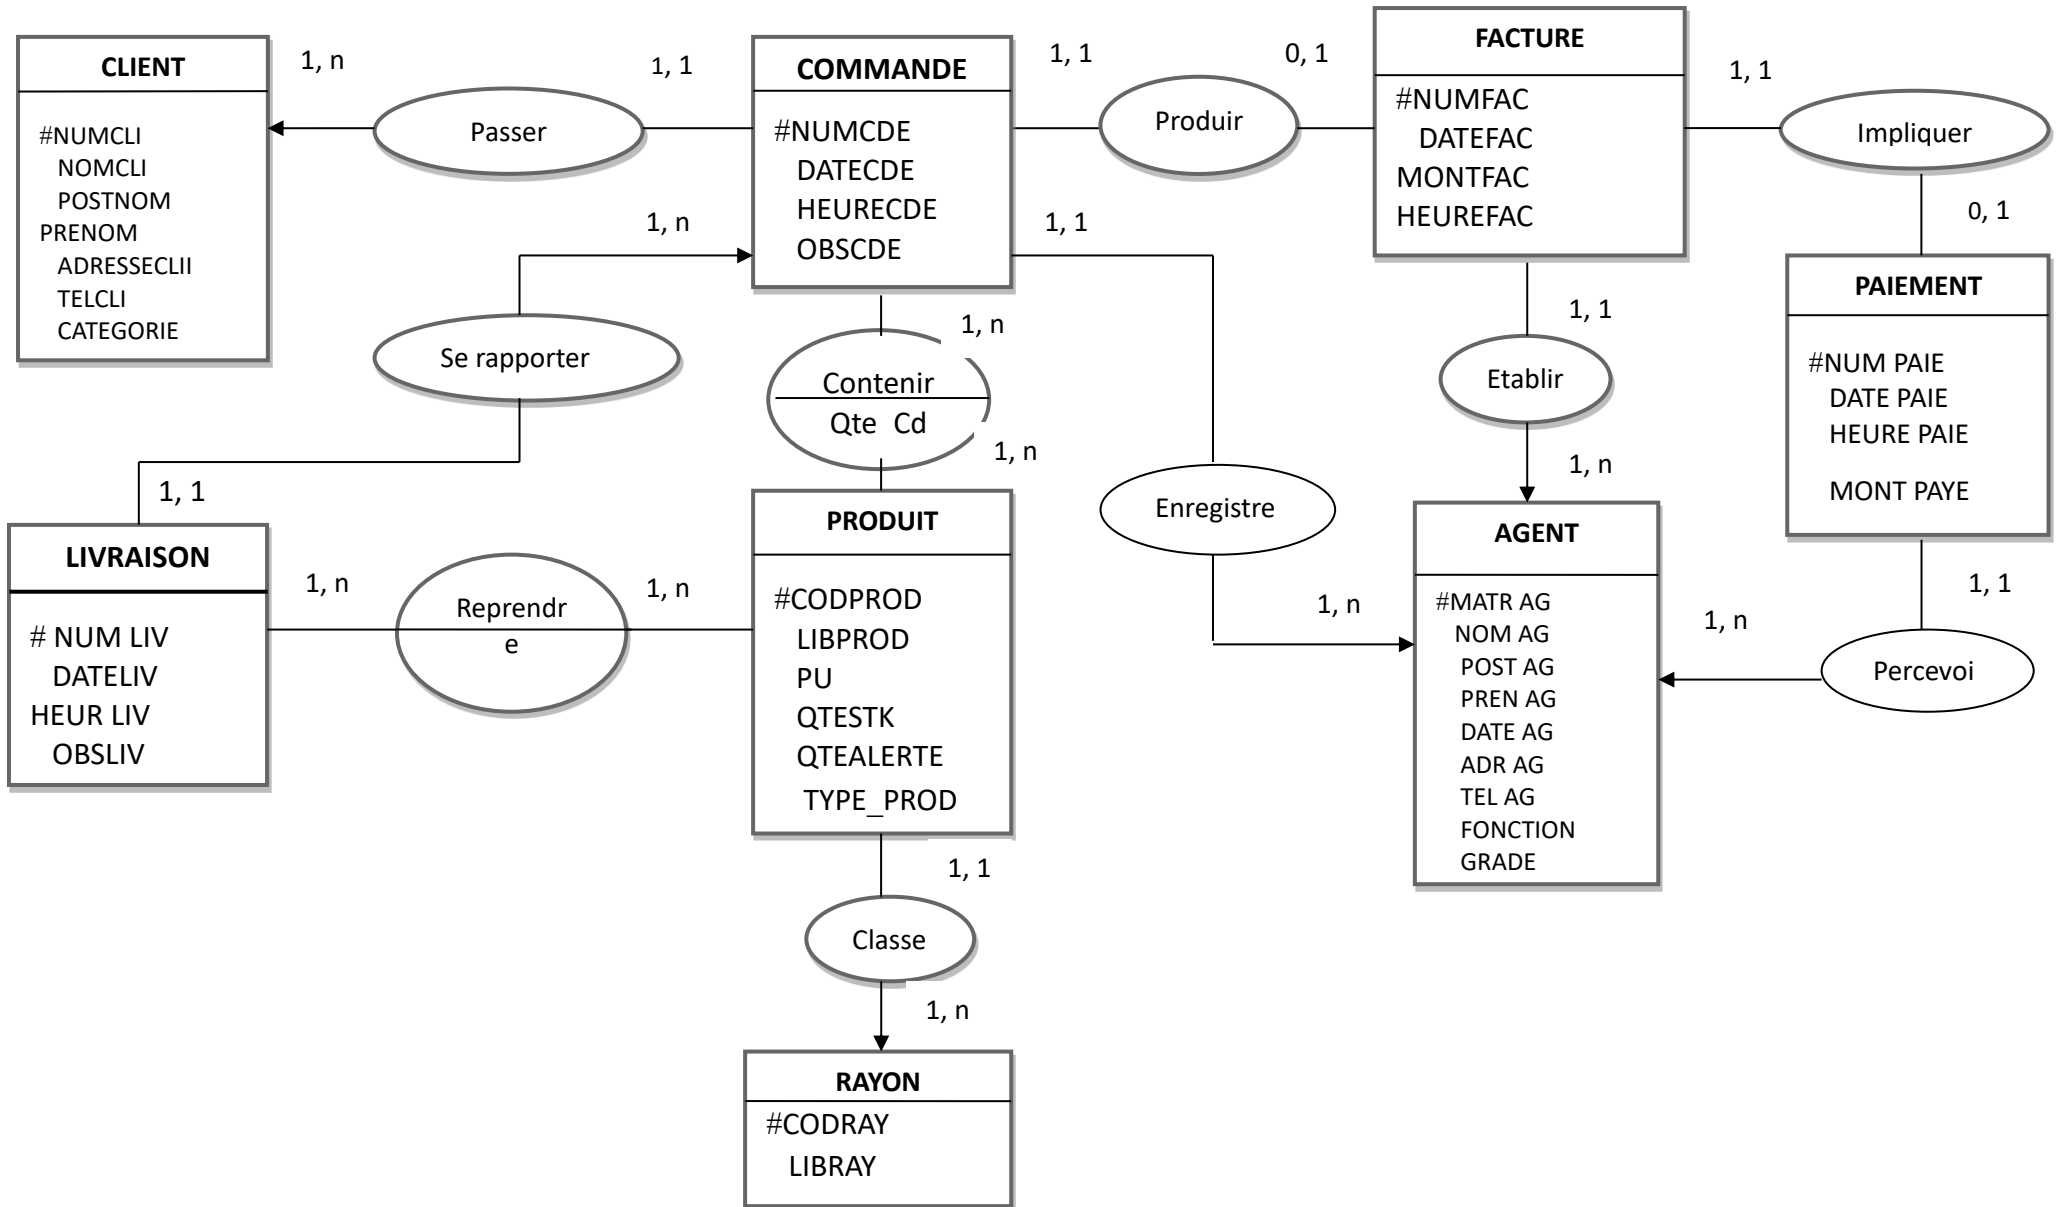 CLIENT
#NUMCLI
NOMCLI
POSTNOM
PRENOM
ADRESSECLII
TELCLI
CATEGORIE
1, n
Passer
1, 1
COMMANDE
#NUMCDE
DATECDE
HEURECDE
OBSCDE
1, 1
Produir
0, 1
FACTURE
#NUMFAC
DATEFAC
MONTFAC
HEUREFAC
1, 1
Impliquer
0, 1
PAIEMENT
#NUM PAIE
DATE PAIE
HEURE PAIE
MONT PAYE
1, n
Se rapporter
1, 1
1, n
Contenir
Qte Cd
1, n
1, 1
Enregistre
1, n
1, 1
Etablir
1, n
AGENT
#MATR AG
NOM AG
POST AG
PREN AG
DATE AG
ADR AG
TEL AG
FONCTION
GRADE
1, 1
Percevoi
1, n
LIVRAISON
# NUM LIV
DATELIV
HEUR LIV
OBSLIV
1, n
Reprendr
e
1, n
PRODUIT
#CODPROD
LIBPROD
PU
QTESTK
QTEALERTE
TYPE_PROD
1, 1
Classe
1, n
RAYON
#CODRAY
LIBRAY